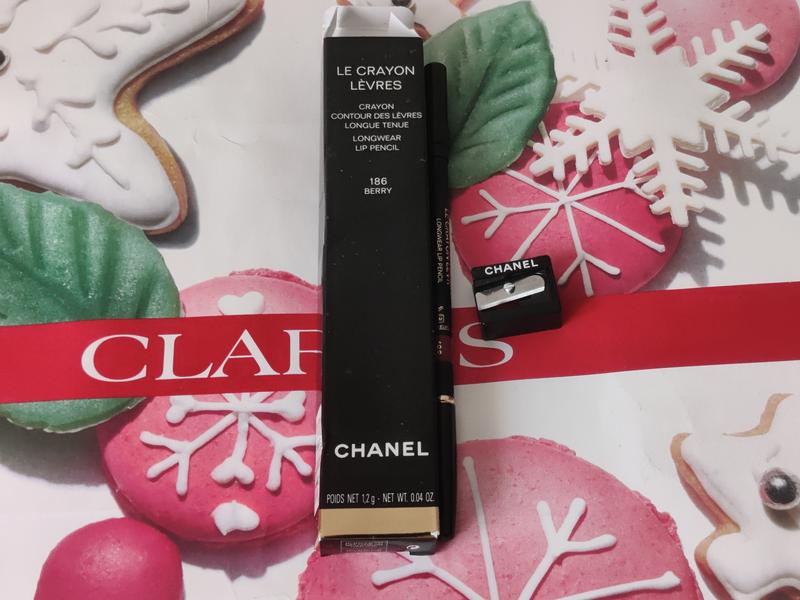 LE CRAYON
LÈVRES
CRAYON
CONTOUR DES LÈVRES
LONGUE TENUE
LONGWEAR
LIP PENCIL
186
BERRY
CHANEL
POIDS NET 1,2 g - NET WT. 0.04 OZ.
LONGWEAR LIP PENCIL
CHANEL
CLAR
S